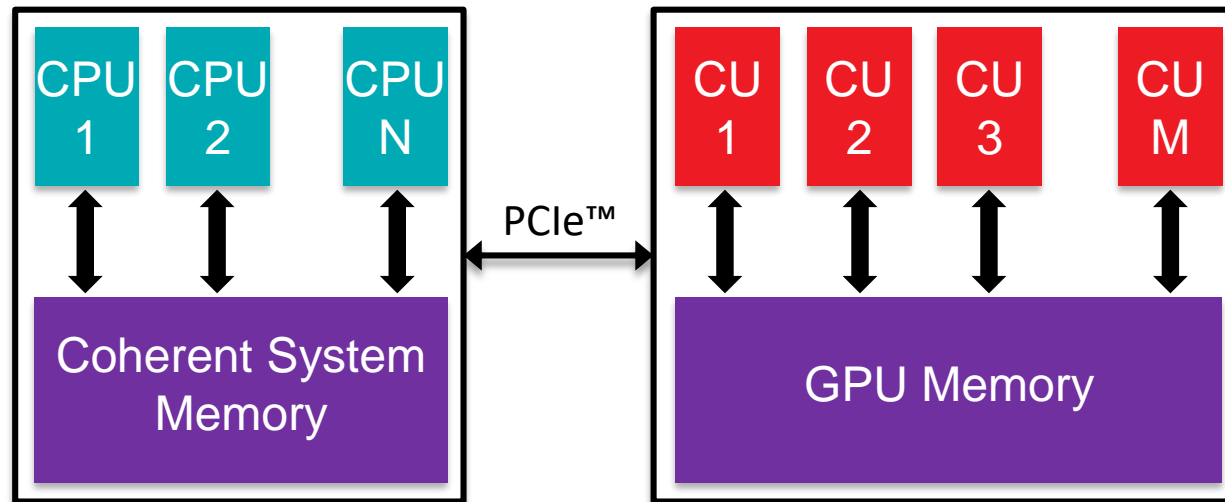 CPU
1
CPU
2
CPU
N
Coherent System
Memory
PCIe™
CU
1
CU
2
CU
3
CU
M
GPU Memory